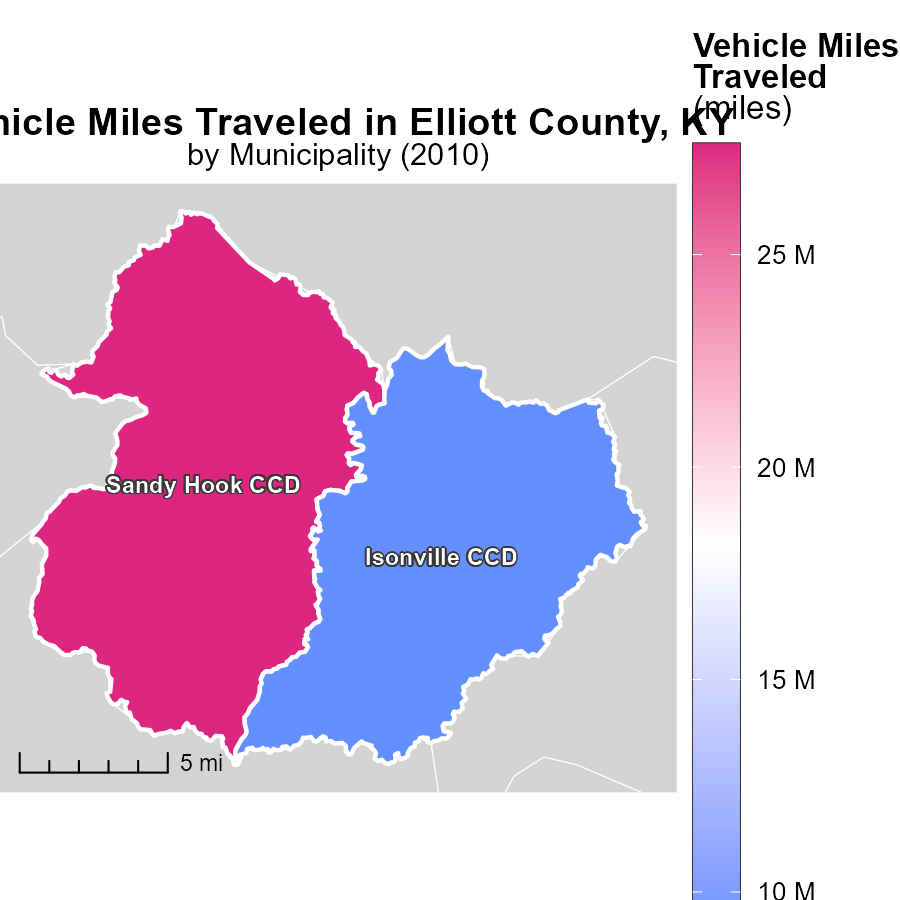 Vehicle Miles
Traveled
(miles)
hicle Miles Traveled in Elliott County, KY
by Municipality (2010)
25 M
20 M
15 M
10 M
Sandy Hook CCD
Isonville CCD
5 mi